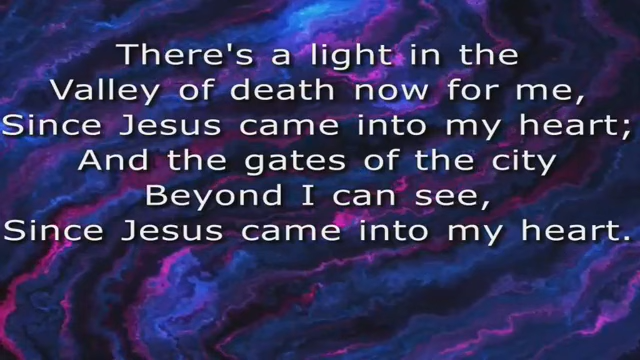 There's a light in the
Valley of death now for me,
Since Jesus came into my heart;
And the gates of the city
Beyond I can see,
Since Jesus came into my heart.